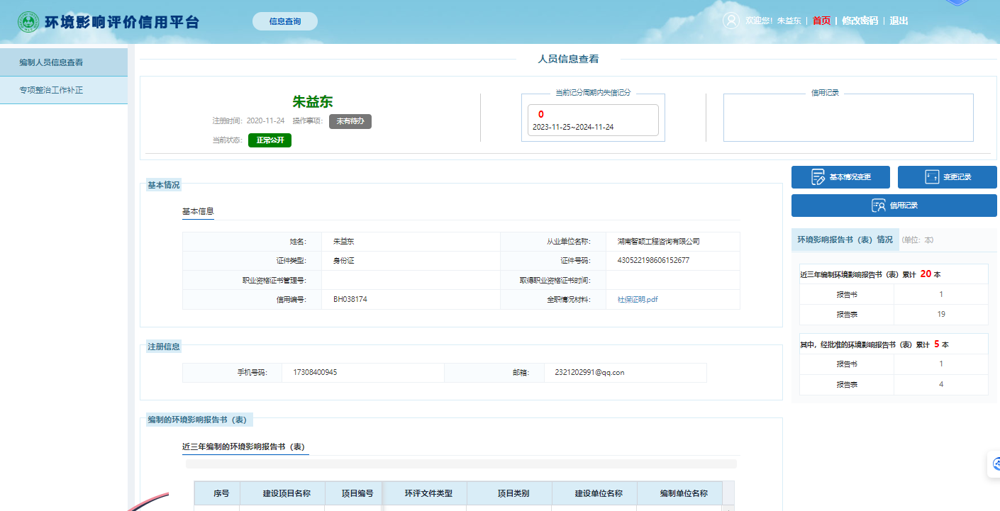 环境影响评价信用平台
信息查询
欢迎您! 朱益东 | 首页 | 修改密码 | 退出
编制人员信息查看
专项整治工作补正
人员信息查看
朱益东
注册时间: 2020-11-24 操作事项: 未有待办
当前状态: 正常公开
当前记分周期内失信记分
0
2023-11-25~2024-11-24
信用记录
基本情况变更
变更记录
信用记录
基本情况
基本信息
姓名: 朱益东 从业单位名称: 湖南智颖工程咨询有限公司
证件类型: 身份证 证件号码: 430522198606152677
职业资格证书管理号: 取得职业资格证书时间:
信用编号: BH038174 全职情况材料: 社保证明.pdf
注册信息
手机号码: 17308400945 邮箱: 2321202991@qq.con
环境影响报告书（表）情况 (单位: 本)
近三年编制环境影响报告书（表）累计 20 本
报告书 1
报告表 19
其中, 经批准的环境影响报告书（表）累计 5 本
报告书 1
报告表 4
编制的环境影响报告书（表）
近三年编制的环境影响报告书（表）
序号 建设项目名称 项目编号 环评文件类型 项目类别 建设单位名称 编制单位名称